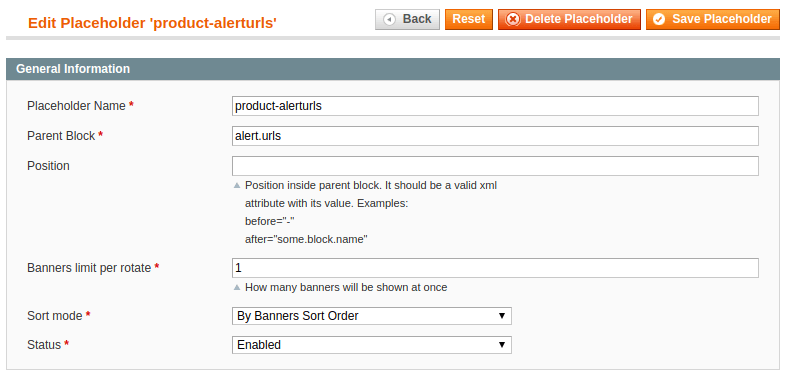 Edit Placeholder 'product-alerturls'
Back
Reset
Delete Placeholder
Save Placeholder
General Information
Placeholder Name *
product-alerturls
Parent Block *
alert.urls
Position
Position inside parent block. It should be a valid xml
attribute with its value. Examples:
before="-"
after="some.block.name"
Banners limit per rotate *
1
How many banners will be shown at once
Sort mode *
By Banners Sort Order
Status *
Enabled